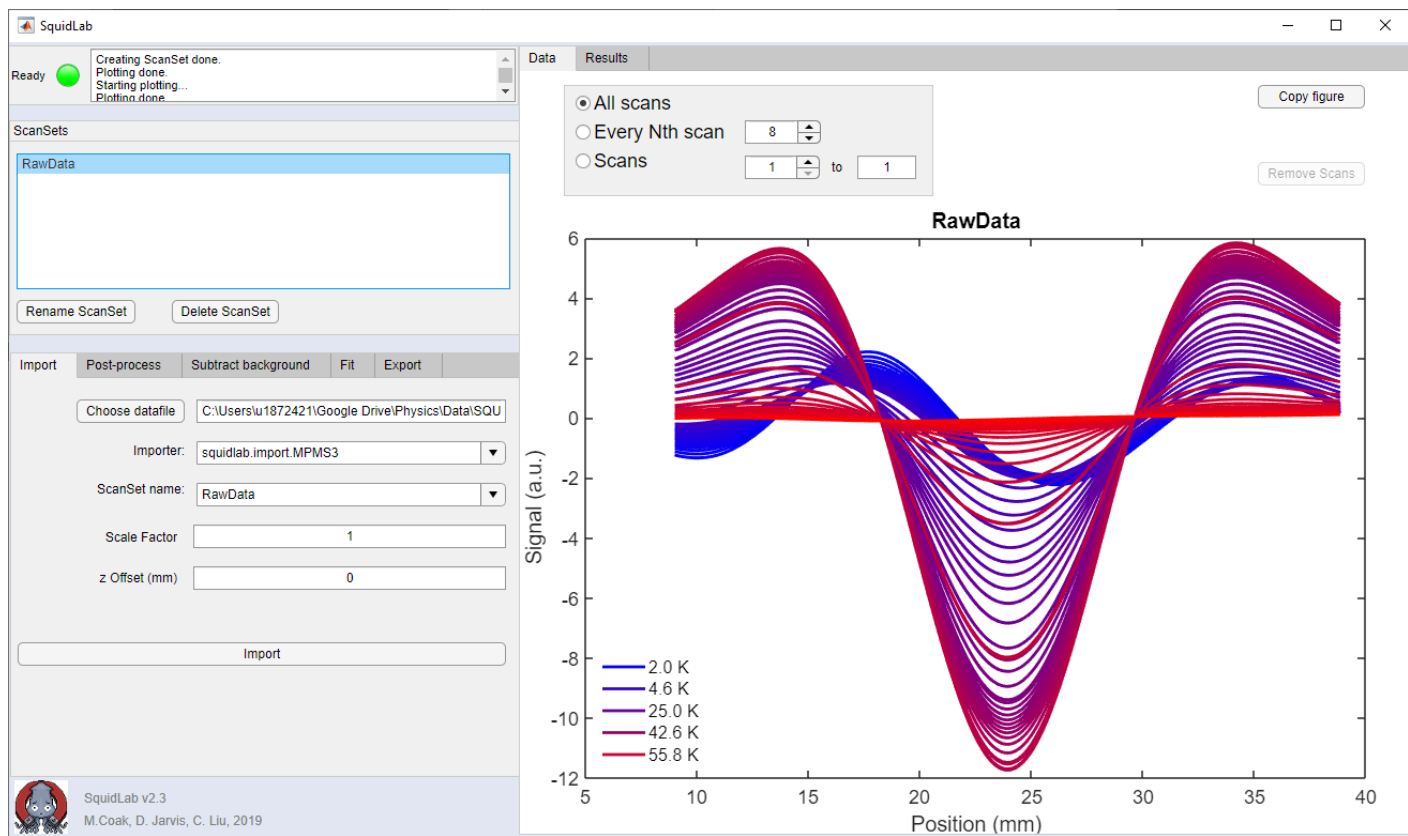 SquidLab
Ready
Creating ScanSet done.
Plotting done.
Starting plotting...
Plotting done.
ScanSets
RawData
Rename ScanSet
Delete ScanSet
Import
Post-process
Subtract background
Fit
Export
Choose datafile
C:\Users\u1872421\Google Drive\Physics\Data\SQU
Importer:
squidlab.import.MPMS3
ScanSet name:
RawData
Scale Factor
1
z Offset (mm)
0
Import
SquidLab v2.3
M.Coak, D. Jarvis, C. Liu, 2019
Data
Results
All scans
Every Nth scan
8
Scans
1
to
1
Copy figure
Remove Scans
RawData
6
4
2
0
-2
-4
-6
-8
-10
-12
Signal (a.u.)
2.0 K
4.6 K
25.0 K
42.6 K
55.8 K
5
10
15
20
25
30
35
40
Position (mm)